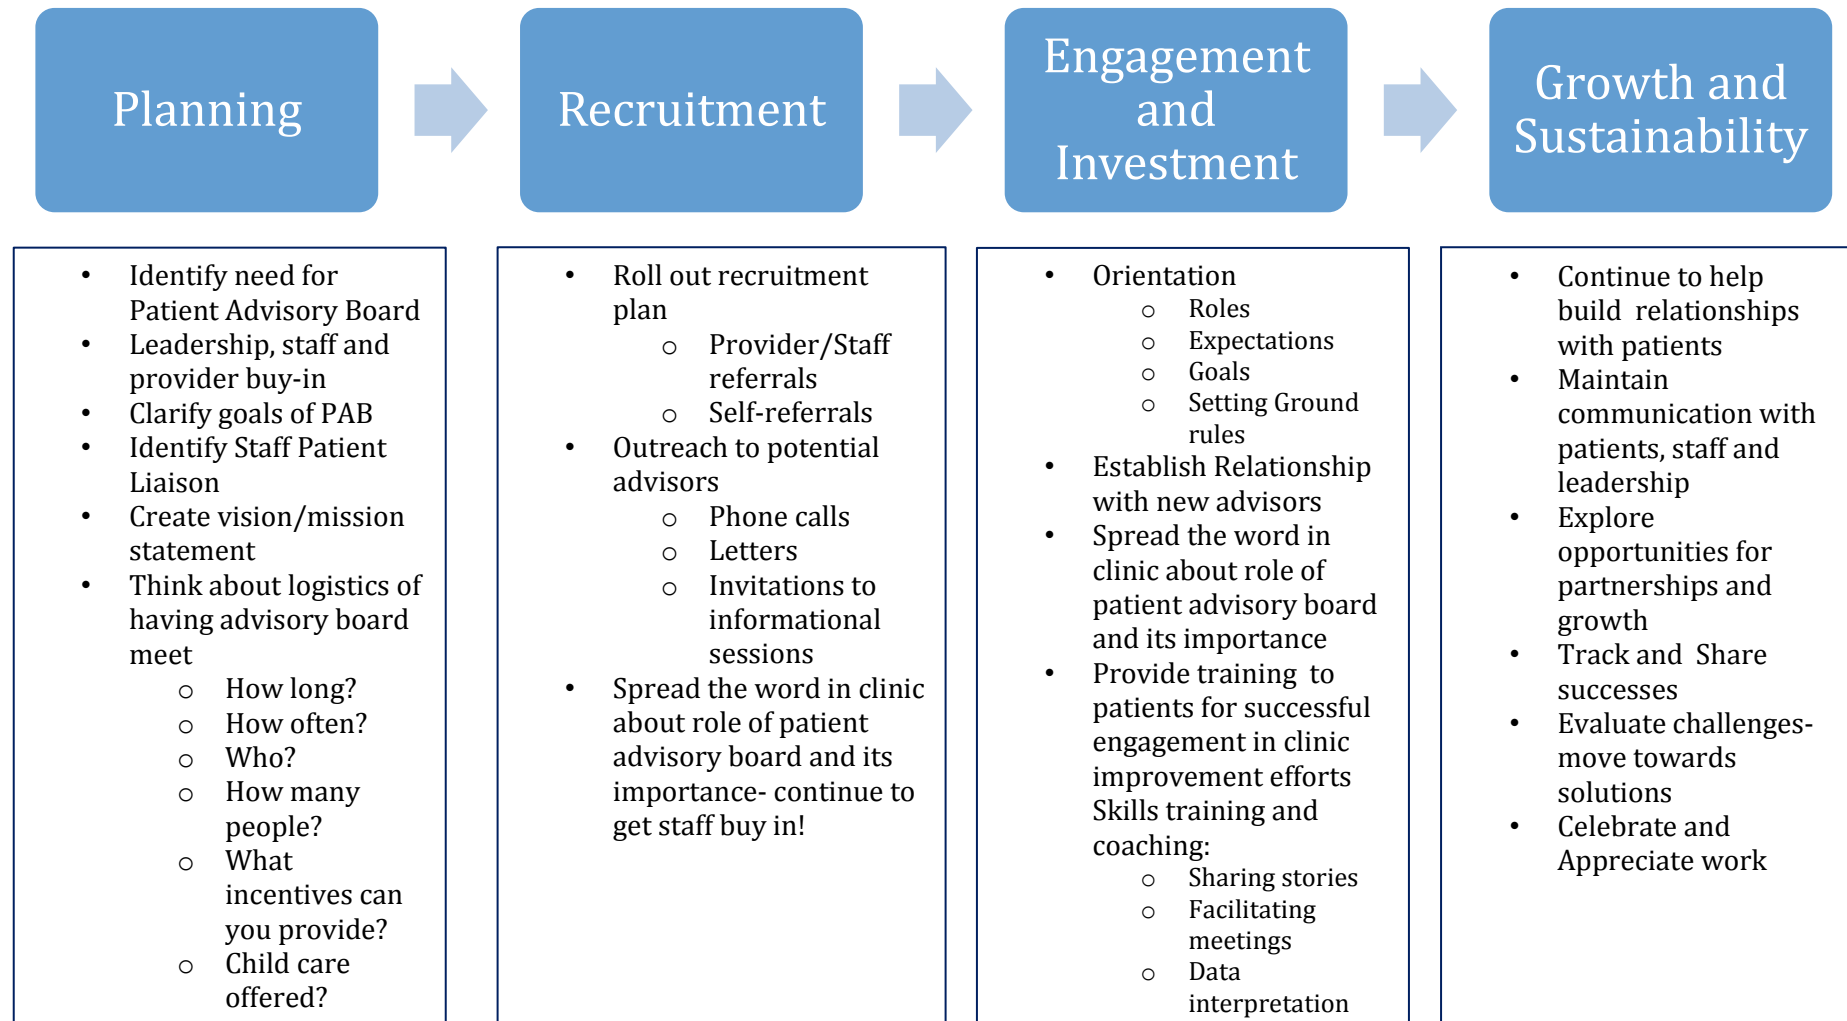 Planning
Recruitment
Engagement
and
Investment
Growth and
Sustainability
• Identify need for
Patient Advisory Board
• Leadership, staff and
provider buy-in
• Clarify goals of PAB
• Identify Staff Patient
Liaison
• Create vision/mission
statement
• Think about logistics of
having advisory board
meet
o How long?
o How often?
o Who?
o How many
people?
o What
incentives can
you provide?
o Child care
offered?
• Roll out recruitment
plan
o Provider/Staff
referrals
o Self-referrals
• Outreach to potential
advisors
o Phone calls
o Letters
o Invitations to
informational
sessions
• Spread the word in clinic
about role of patient
advisory board and its
importance- continue to
get staff buy in!
• Orientation
o Roles
o Expectations
o Goals
o Setting Ground
rules
• Establish Relationship
with new advisors
• Spread the word in
clinic about role of
patient advisory board
and its importance
• Provide training to
patients for successful
engagement in clinic
improvement efforts
Skills training and
coaching:
o Sharing stories
o Facilitating
meetings
o Data
interpretation
• Continue to help
build relationships
with patients
• Maintain
communication with
patients, staff and
leadership
• Explore
opportunities for
partnerships and
growth
• Track and Share
successes
• Evaluate challenges-
move towards
solutions
• Celebrate and
Appreciate work